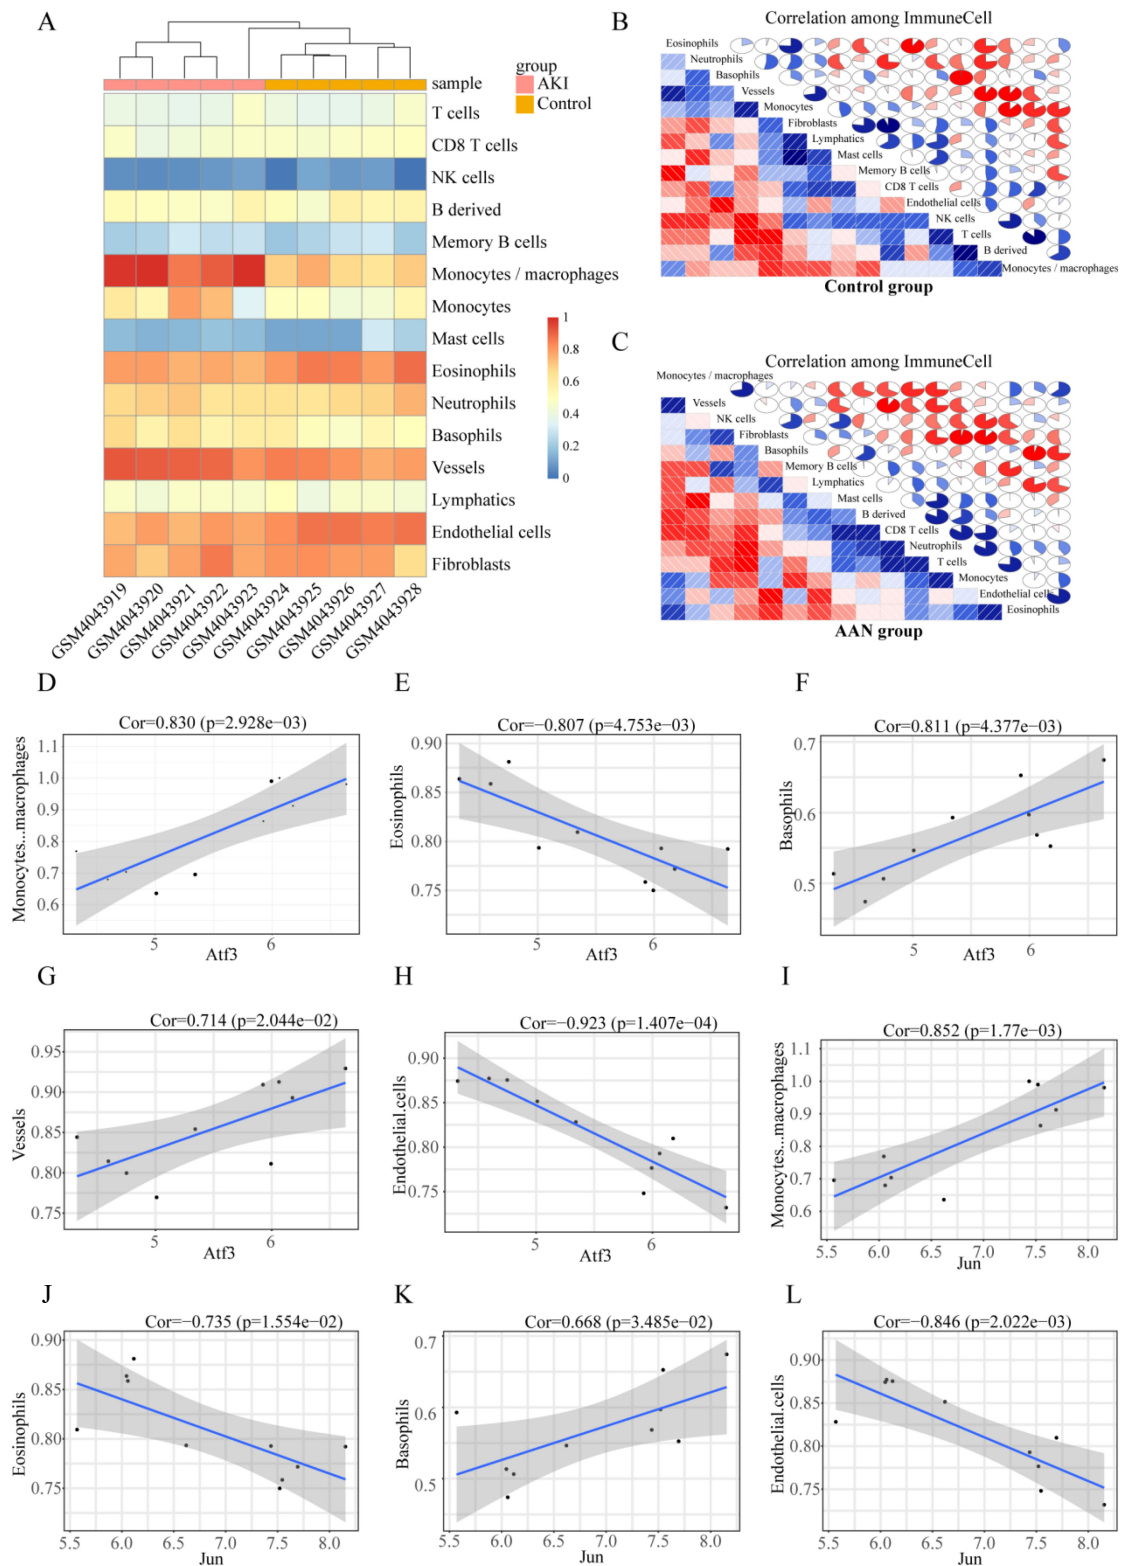 A
group
AKI
Control
sample
T cells
CD8 T cells
NK cells
B derived
Memory B cells
Monocytes / macrophages
Monocytes
Mast cells
Eosinophils
Neutrophils
Basophils
Vessels
Lymphatics
Endothelial cells
Fibroblasts
1
0.8
0.6
0.4
0.2
0
GSM4043919
GSM4043920
GSM4043921
GSM4043922
GSM4043923
GSM4043924
GSM4043925
GSM4043926
GSM4043927
GSM4043928
B
Correlation among ImmuneCell
Eosinophils
Neutrophils
Basophils
Vessels
Monocytes
Fibroblasts
Lymphatics
Mast cells
Memory B cells
CD8 T cells
Endothelial cells
NK cells
T cells
B derived
Monocytes / macrophages
Control group
C
Correlation among ImmuneCell
Monocytes / macrophages
Vessels
NK cells
Fibroblasts
Basophils
Memory B cells
Lymphatics
Mast cells
B derived
CD8 T cells
Neutrophils
T cells
Monocytes
Endothelial cells
Eosinophils
AAN group
D
Cor=0.830 (p=2.928e−03)
Monocytes...macrophages
1.1
1.0
0.9
0.8
0.7
0.6
5 6
Atf3
E
Cor=−0.807 (p=4.753e−03)
Eosinophils
0.90
0.85
0.80
0.75
5 6
Atf3
F
Cor=0.811 (p=4.377e−03)
Basophils
0.7
0.6
0.5
5 6
Atf3
G
Cor=0.714 (p=2.044e−02)
Vessels
0.95
0.90
0.85
0.80
0.75
5 6
Atf3
H
Cor=−0.923 (p=1.407e−04)
Endothelial.cells
0.90
0.85
0.80
0.75
5 6
Atf3
I
Cor=0.852 (p=1.77e−03)
Monocytes...macrophages
1.1
1.0
0.9
0.8
0.7
0.6
5.5 6.0 6.5 7.0 7.5 8.0
Jun
J
Cor=−0.735 (p=1.554e−02)
Eosinophils
0.90
0.85
0.80
0.75
5.5 6.0 6.5 7.0 7.5 8.0
Jun
K
Cor=0.668 (p=3.485e−02)
Basophils
0.7
0.6
0.5
5.5 6.0 6.5 7.0 7.5 8.0
Jun
L
Cor=−0.846 (p=2.022e−03)
Endothelial.cells
0.90
0.85
0.80
0.75
5.5 6.0 6.5 7.0 7.5 8.0
Jun